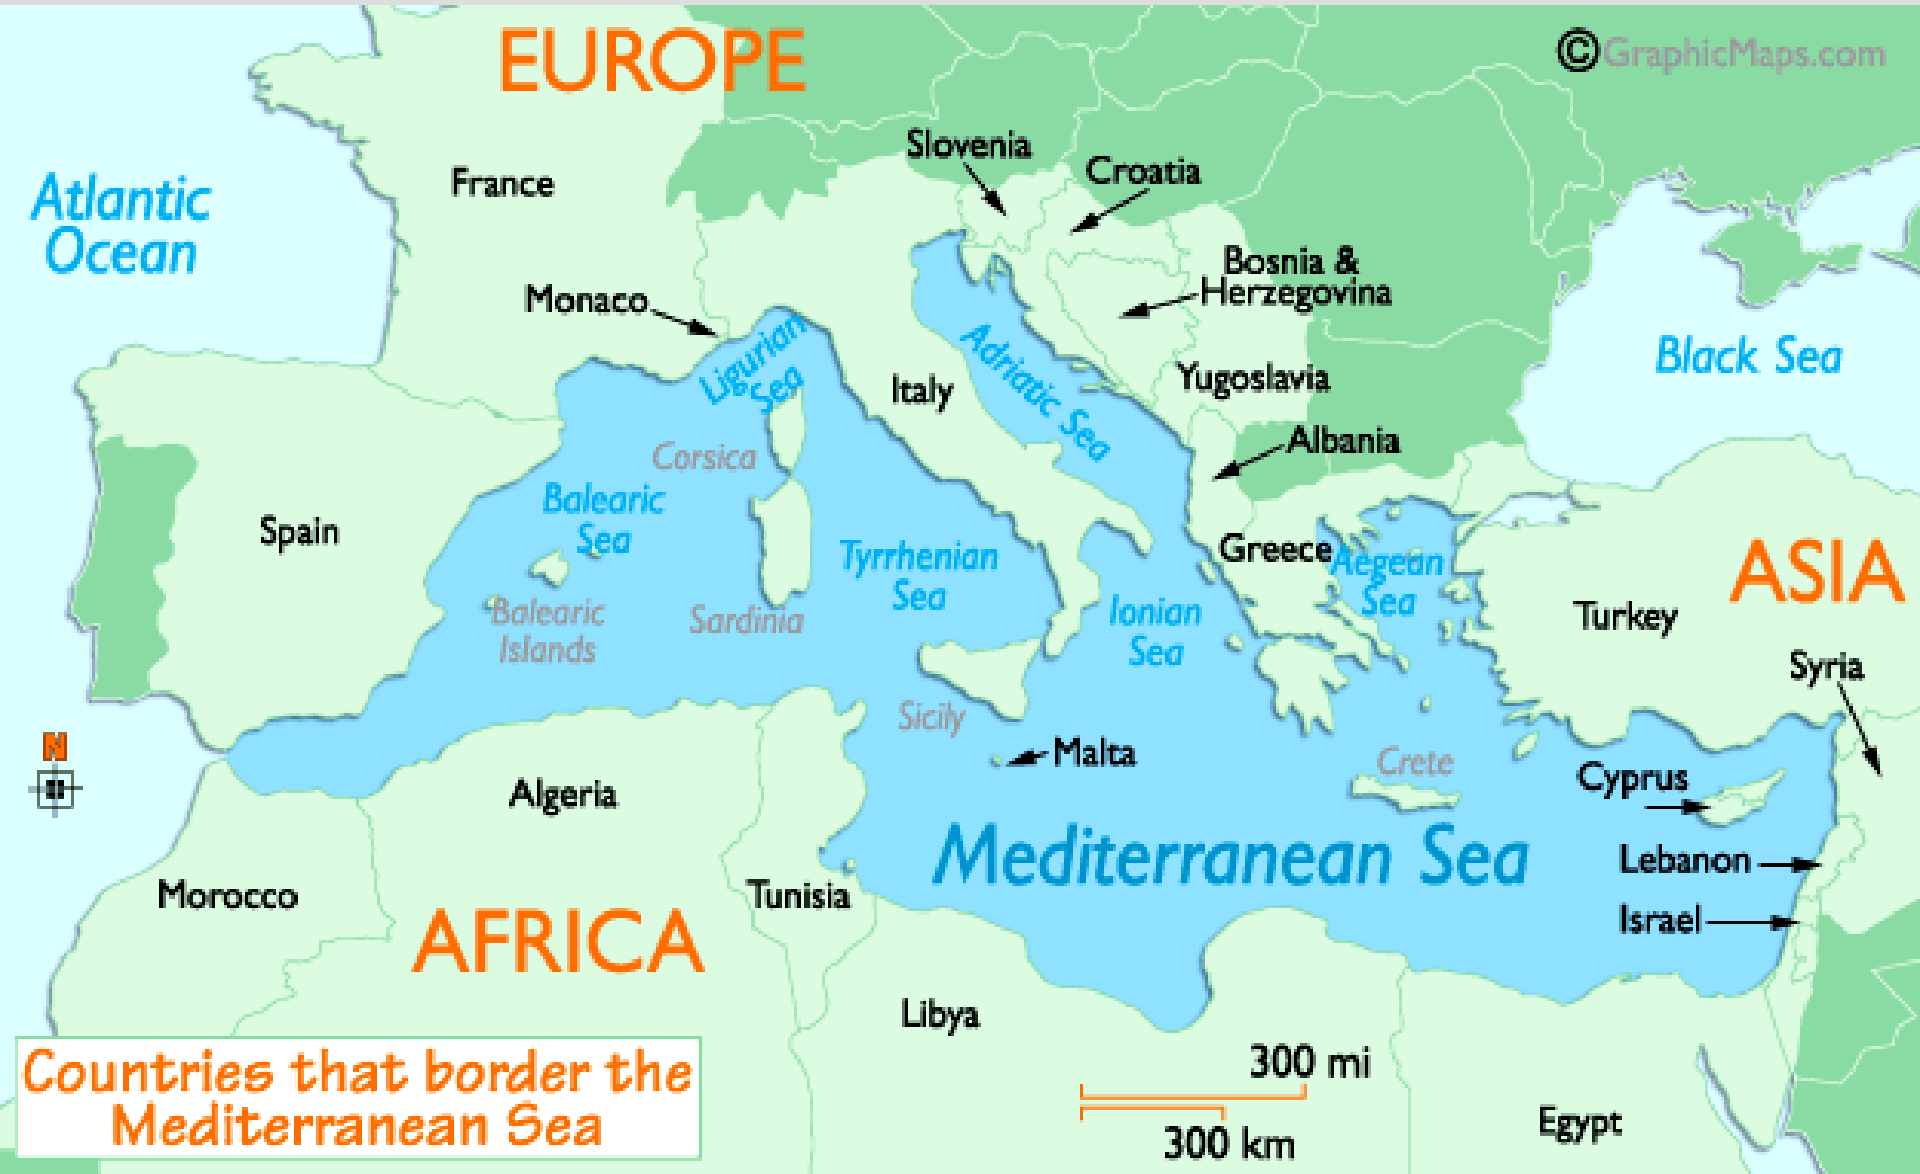 EUROPE
©GraphicMaps.com
Slovenia
Croatia
France
Atlantic
Ocean
Bosnia &
Herzegovina
Monaco
Ligurian
Sea
Adriatic Sea
Black Sea
Italy
Yugoslavia
Albania
Corsica
Balearic
Sea
Spain
Tyrrhenian
Sea
Greece
Aegean
Sea
ASIA
Ionian
Sea
Turkey
Balearic
Islands
Sardinia
Syria
Sicily
N
Malta
Crete
Cyprus
Algeria
Mediterranean Sea
Lebanon
Morocco
Tunisia
Israel
AFRICA
Libya
300 mi
300 km
Egypt
Countries that border the
Mediterranean Sea